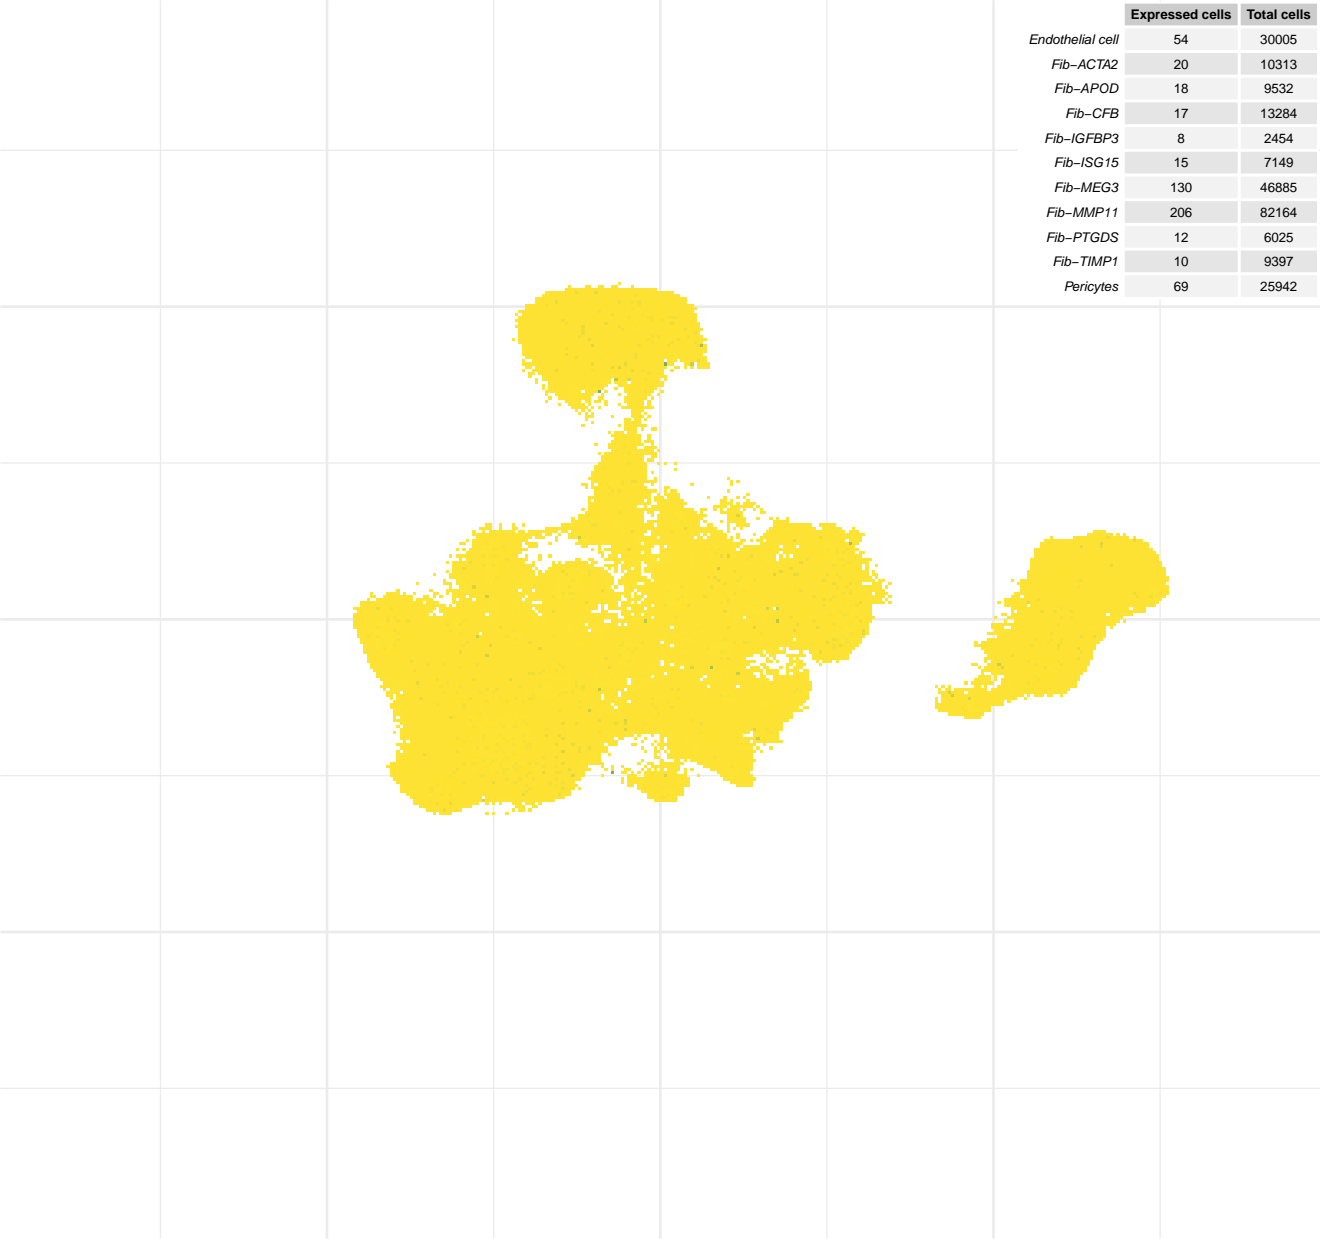 Expressed cells Total cells
Endothelial cell 54 30005
Fib−ACTA2 20 10313
Fib−APOD 18 9532
Fib−CFB 17 13284
Fib−IGFBP3 8 2454
Fib−ISG15 15 7149
Fib−MEG3 130 46885
Fib−MMP11 206 82164
Fib−PTGDS 12 6025
Fib−TIMP1 10 9397
Pericytes 69 25942